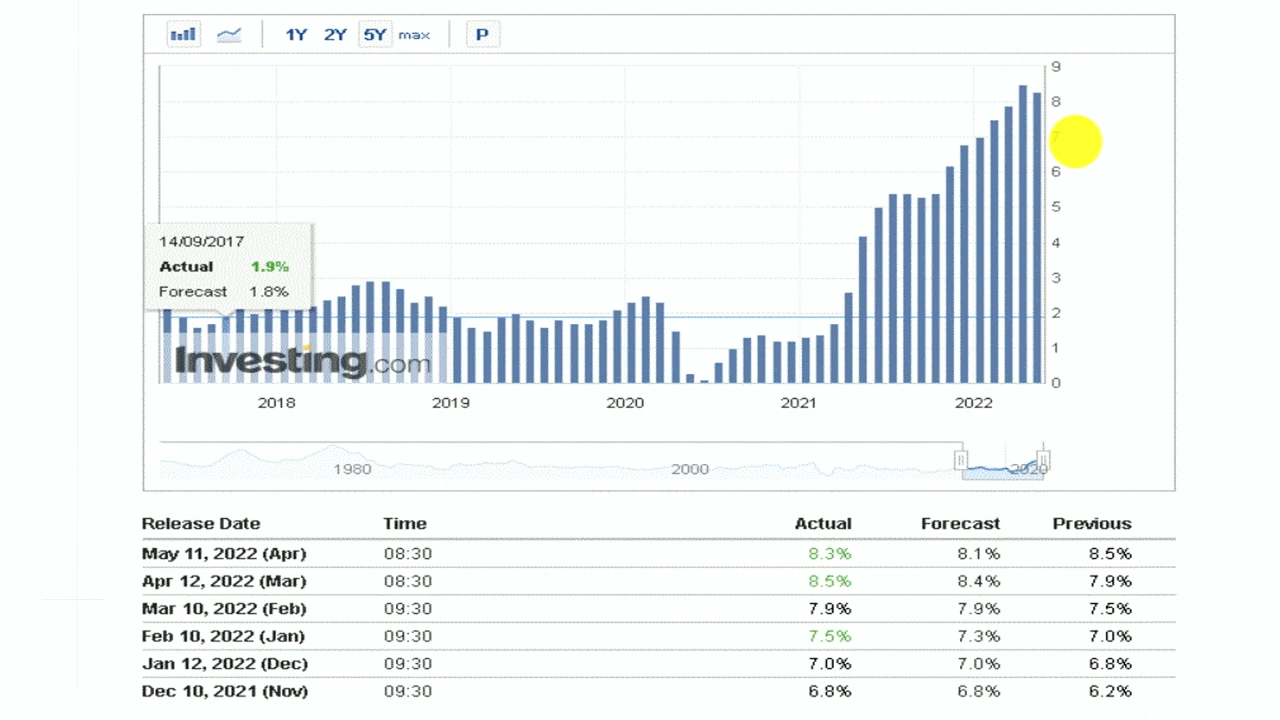 1Y 2Y 5Y max P
9
8
7
6
5
4
3
2
1
0
14/09/2017
Actual 1.9%
Forecast 1.8%
Investing.com
2018 2019 2020 2021 2022
1980 2000 2020
Release Date Time Actual Forecast Previous
May 11, 2022 (Apr) 08:30 8.3% 8.1% 8.5%
Apr 12, 2022 (Mar) 08:30 8.5% 8.4% 7.9%
Mar 10, 2022 (Feb) 09:30 7.9% 7.9% 7.5%
Feb 10, 2022 (Jan) 09:30 7.5% 7.3% 7.0%
Jan 12, 2022 (Dec) 09:30 7.0% 7.0% 6.8%
Dec 10, 2021 (Nov) 09:30 6.8% 6.8% 6.2%